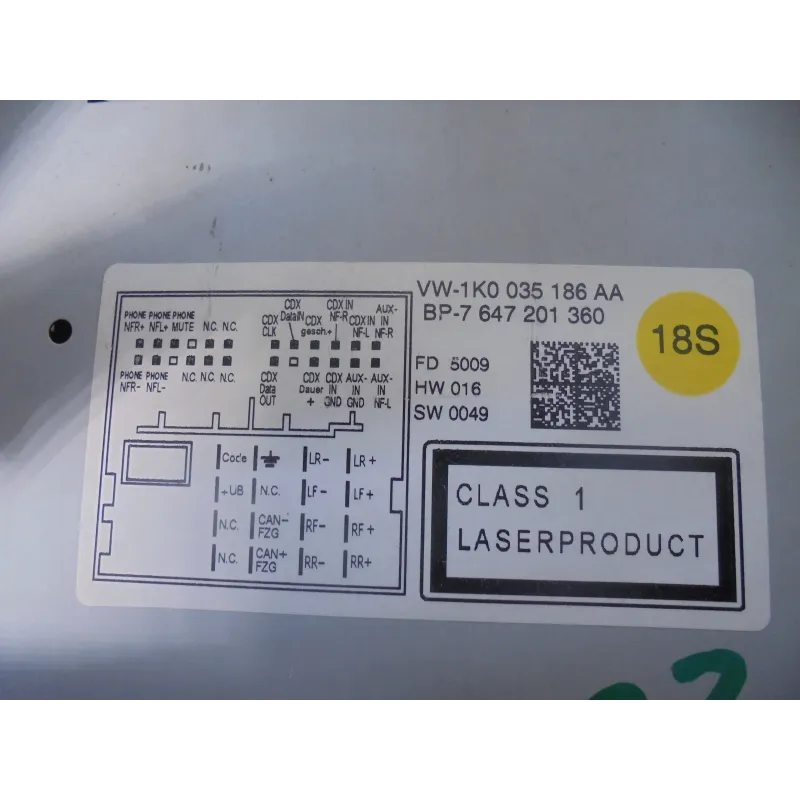 VW-1K0 035 186 AA
BP-7 647 201 360
18S
FD 5009
HW 016
SW 0049
CLASS 1
LASERPRODUCT
PHONE PHONE PHONE
NFR+ NFL+ MUTE N.C. N.C.
PHONE PHONE N.C. N.C. N.C.
NFR- NFL-
CDX CLK
CDX DataIN
CDX gesch.+
CDX IN NF-R
CDX IN NF-L
AUX-IN NF-R
CDX Data OUT
CDX Dauer +
CDX IN GND
AUX-IN GND
AUX-IN NF-L
Code LR- LR+
+UB N.C. LF- LF+
N.C. CAN-FZG RF- RF+
N.C. CAN+FZG RR- RR+